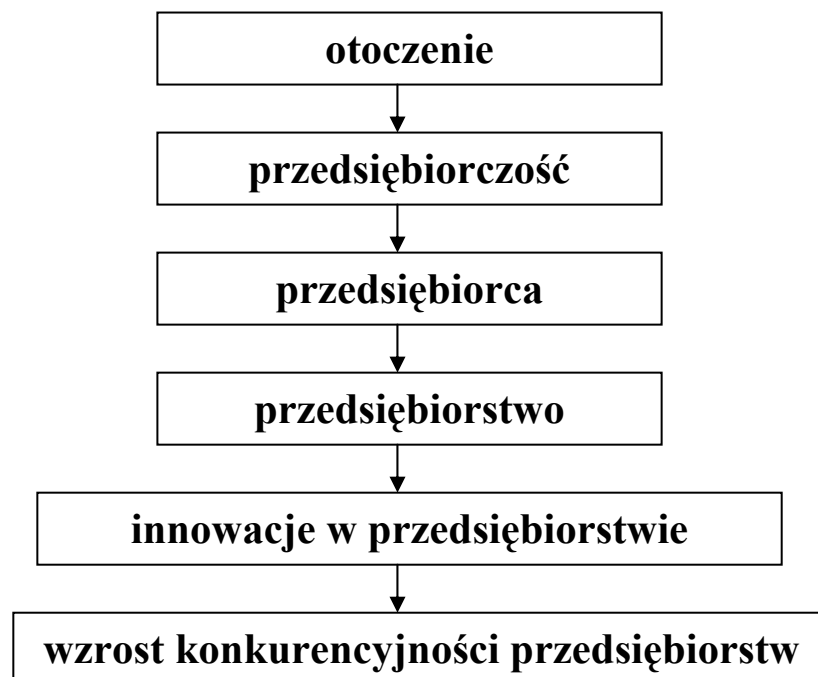 otoczenie
przedsiębiorczość
przedsiębiorca
przedsiębiorstwo
innowacje w przedsiębiorstwie
wzrost konkurencyjności przedsiębiorstw